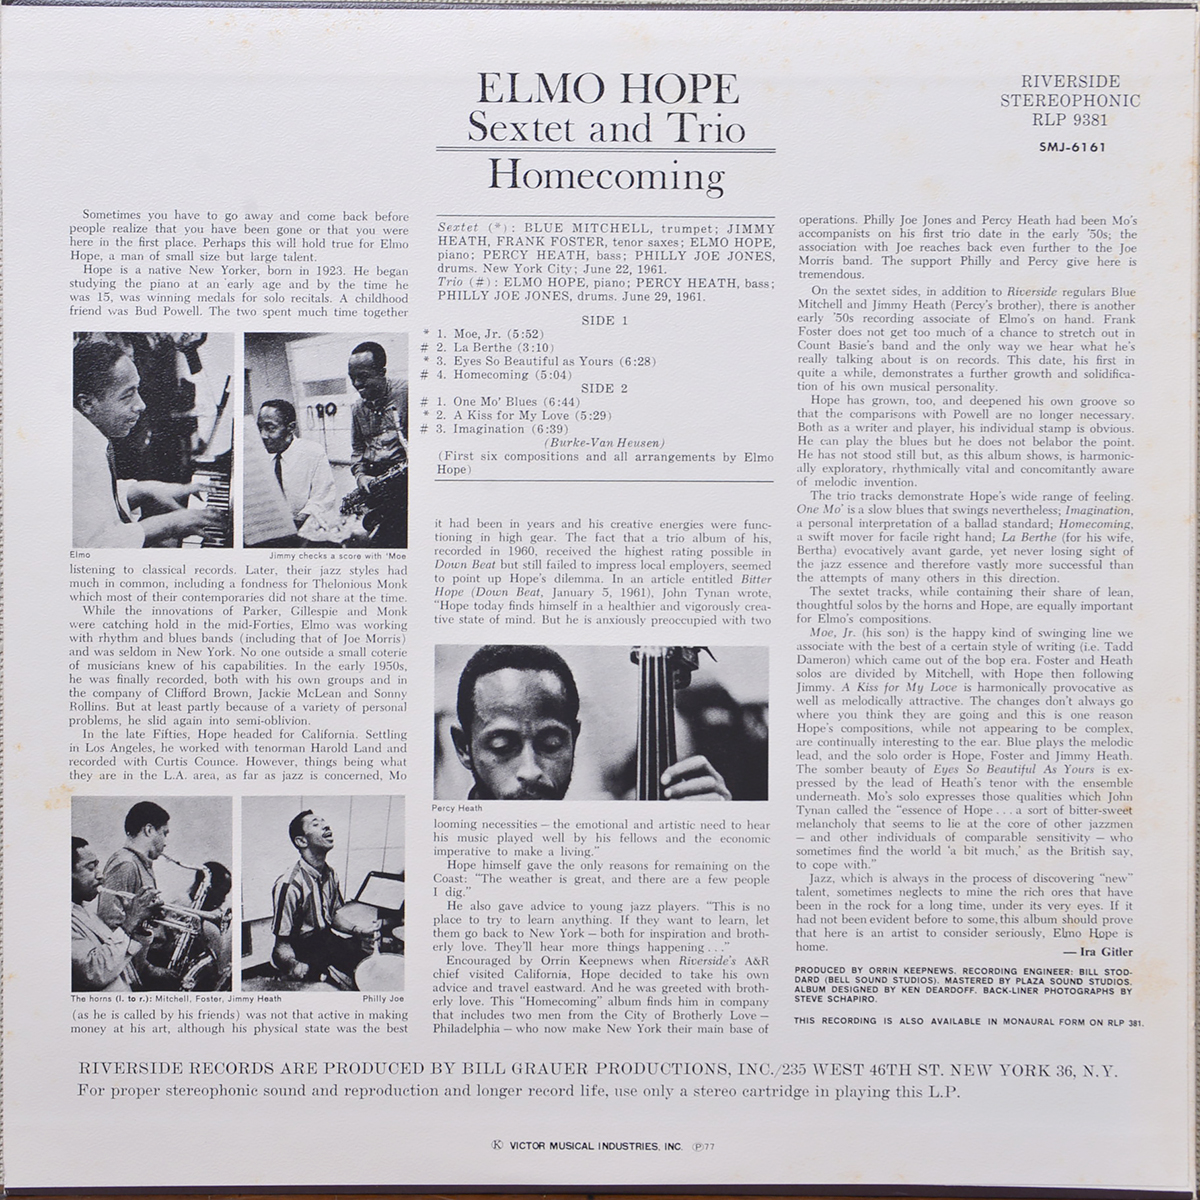 ELMO HOPE
Sextet and Trio
Homecoming
RIVERSIDE
STEREOPHONIC
RLP 9381
SMJ-6161
Sometimes you have to go away and come back before
people realize that you have been gone or that you were
here in the first place. Perhaps this will hold true for Elmo
Hope, a man of small size but large talent.
Hope is a native New Yorker, born in 1923. He began
studying the piano at an early age and by the time he
was 15, was winning medals for solo recitals. A childhood
friend was Bud Powell. The two spent much time together
Elmo
Jimmy checks a score with 'Moe
listening to classical records. Later, their jazz styles had
much in common, including a fondness for Thelonious Monk
which most of their contemporaries did not share at the time.
While the innovations of Parker, Gillespie and Monk
were catching hold in the mid-Forties, Elmo was working
with rhythm and blues bands (including that of Joe Morris)
and was seldom in New York. No one outside a small coterie
of musicians knew of his capabilities. In the early 1950s,
he was finally recorded, both with his own groups and in
the company of Clifford Brown, Jackie McLean and Sonny
Rollins. But at least partly because of a variety of personal
problems, he slid again into semi-oblivion.
In the late Fifties, Hope headed for California. Settling
in Los Angeles, he worked with tenorman Harold Land and
recorded with Curtis Counce. However, things being what
they are in the L.A. area, as far as jazz is concerned, Mo
The horns (l. to r.): Mitchell, Foster, Jimmy Heath
Philly Joe
(as he is called by his friends) was not that active in making
money at his art, although his physical state was the best
Sextet (*): BLUE MITCHELL, trumpet; JIMMY
HEATH, FRANK FOSTER, tenor saxes; ELMO HOPE,
piano; PERCY HEATH, bass; PHILLY JOE JONES,
drums. New York City; June 22, 1961.
Trio (#): ELMO HOPE, piano; PERCY HEATH, bass;
PHILLY JOE JONES, drums. June 29, 1961.
SIDE 1
* 1. Moe, Jr. (5:52)
# 2. La Berthe (3:10)
* 3. Eyes So Beautiful as Yours (6:28)
# 4. Homecoming (5:04)
SIDE 2
# 1. One Mo' Blues (6:44)
* 2. A Kiss for My Love (5:29)
# 3. Imagination (6:39)
(Burke-Van Heusen)
(First six compositions and all arrangements by Elmo
Hope)
it had been in years and his creative energies were func-
tioning in high gear. The fact that a trio album of his,
recorded in 1960, received the highest rating possible in
Down Beat but still failed to impress local employers, seemed
to point up Hope's dilemma. In an article entitled Bitter
Hope (Down Beat, January 5, 1961), John Tynan wrote,
"Hope today finds himself in a healthier and vigorously crea-
tive state of mind. But he is anxiously preoccupied with two
Percy Heath
looming necessities – the emotional and artistic need to hear
his music played well by his fellows and the economic
imperative to make a living."
Hope himself gave the only reasons for remaining on the
Coast: "The weather is great, and there are a few people
I dig."
He also gave advice to young jazz players. "This is no
place to try to learn anything. If they want to learn, let
them go back to New York – both for inspiration and broth-
erly love. They'll hear more things happening . . ."
Encouraged by Orrin Keepnews when Riverside's A&R
chief visited California, Hope decided to take his own
advice and travel eastward. And he was greeted with broth-
erly love. This "Homecoming" album finds him in company
that includes two men from the City of Brotherly Love –
Philadelphia – who now make New York their main base of
operations. Philly Joe Jones and Percy Heath had been Mo's
accompanists on his first trio date in the early '50s; the
association with Joe reaches back even further to the Joe
Morris band. The support Philly and Percy give here is
tremendous.
On the sextet sides, in addition to Riverside regulars Blue
Mitchell and Jimmy Heath (Percy's brother), there is another
early '50s recording associate of Elmo's on hand. Frank
Foster does not get too much of a chance to stretch out in
Count Basie's band and the only way we hear what he's
really talking about is on records. This date, his first in
quite a while, demonstrates a further growth and solidifica-
tion of his own musical personality.
Hope has grown, too, and deepened his own groove so
that the comparisons with Powell are no longer necessary.
Both as a writer and player, his individual stamp is obvious.
He can play the blues but he does not belabor the point.
He has not stood still but, as this album shows, is harmonic-
ally exploratory, rhythmically vital and concomitantly aware
of melodic invention.
The trio tracks demonstrate Hope's wide range of feeling.
One Mo' is a slow blues that swings nevertheless; Imagination,
a personal interpretation of a ballad standard; Homecoming,
a swift mover for facile right hand; La Berthe (for his wife,
Bertha) evocatively avant garde, yet never losing sight of
the jazz essence and therefore vastly more successful than
the attempts of many others in this direction.
The sextet tracks, while containing their share of lean,
thoughtful solos by the horns and Hope, are equally important
for Elmo's compositions.
Moe, Jr. (his son) is the happy kind of swinging line we
associate with the best of a certain style of writing (i.e. Tadd
Dameron) which came out of the bop era. Foster and Heath
solos are divided by Mitchell, with Hope then following
Jimmy. A Kiss for My Love is harmonically provocative as
well as melodically attractive. The changes don't always go
where you think they are going and this is one reason
Hope's compositions, while not appearing to be complex,
are continually interesting to the ear. Blue plays the melodic
lead, and the solo order is Hope, Foster and Jimmy Heath.
The somber beauty of Eyes So Beautiful As Yours is ex-
pressed by the lead of Heath's tenor with the ensemble
underneath. Mo's solo expresses those qualities which John
Tynan called the "essence of Hope . . . a sort of bitter-sweet
melancholy that seems to lie at the core of other jazzmen
– and other individuals of comparable sensitivity – who
sometimes find the world 'a bit much,' as the British say,
to cope with."
Jazz, which is always in the process of discovering "new"
talent, sometimes neglects to mine the rich ores that have
been in the rock for a long time, under its very eyes. If it
had not been evident before to some, this album should prove
that here is an artist to consider seriously, Elmo Hope is
home.
— Ira Gitler
PRODUCED BY ORRIN KEEPNEWS. RECORDING ENGINEER: BILL STOD-
DARD (BELL SOUND STUDIOS). MASTERED BY PLAZA SOUND STUDIOS.
ALBUM DESIGNED BY KEN DEARDOFF. BACK-LINER PHOTOGRAPHS BY
STEVE SCHAPIRO.
THIS RECORDING IS ALSO AVAILABLE IN MONAURAL FORM ON RLP 381.
RIVERSIDE RECORDS ARE PRODUCED BY BILL GRAUER PRODUCTIONS, INC./235 WEST 46TH ST. NEW YORK 36, N.Y.
For proper stereophonic sound and reproduction and longer record life, use only a stereo cartridge in playing this L.P.
Ⓚ VICTOR MUSICAL INDUSTRIES, INC. Ⓟ77